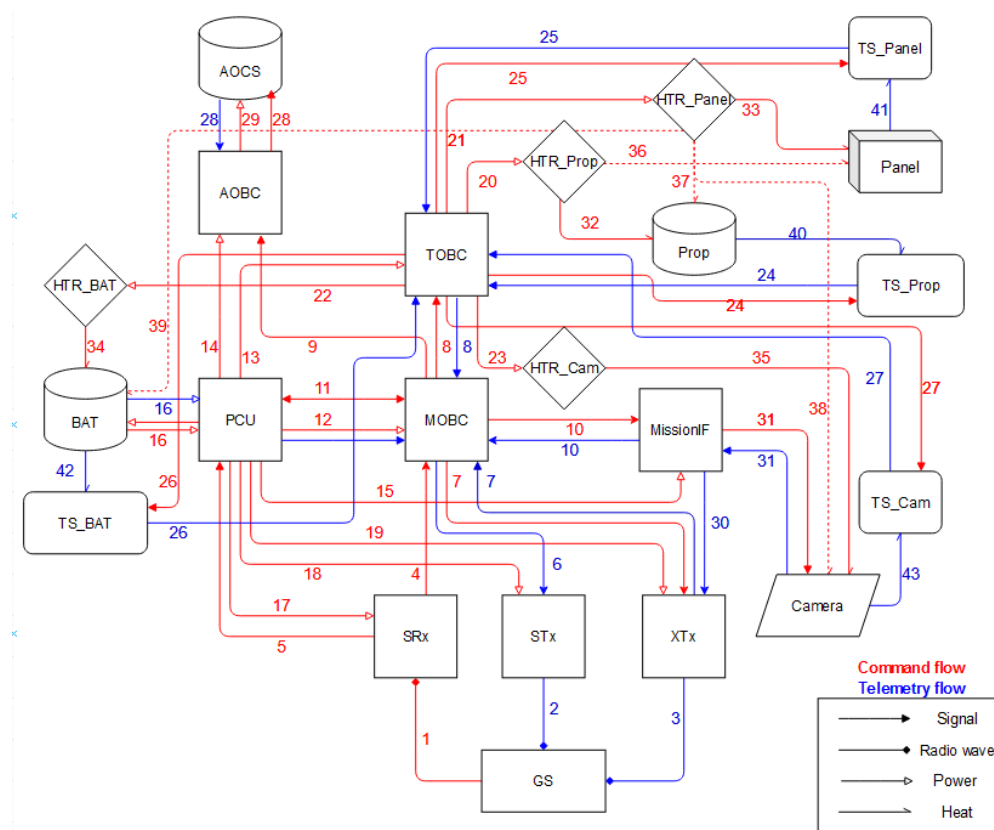 25
TS_Panel
AOCS
25
HTR_Panel
41
33
28
29
28
21
HTR_Prop
36
Panel
20
37
AOBC
32
40
TOBC
Prop
24
TS_Prop
HTR_BAT
22
24
39
34
14
13
9
8
8
23
HTR_Cam
35
27
27
11
38
16
12
BAT
PCU
MOBC
10
MissionIF
31
16
10
31
42
26
15
7
7
TS_Cam
TS_BAT
26
19
30
18
4
6
43
17
Camera
5
SRx
STx
XTx
Command flow
Telemetry flow
1
2
3
Signal
Radio wave
GS
Power
Heat